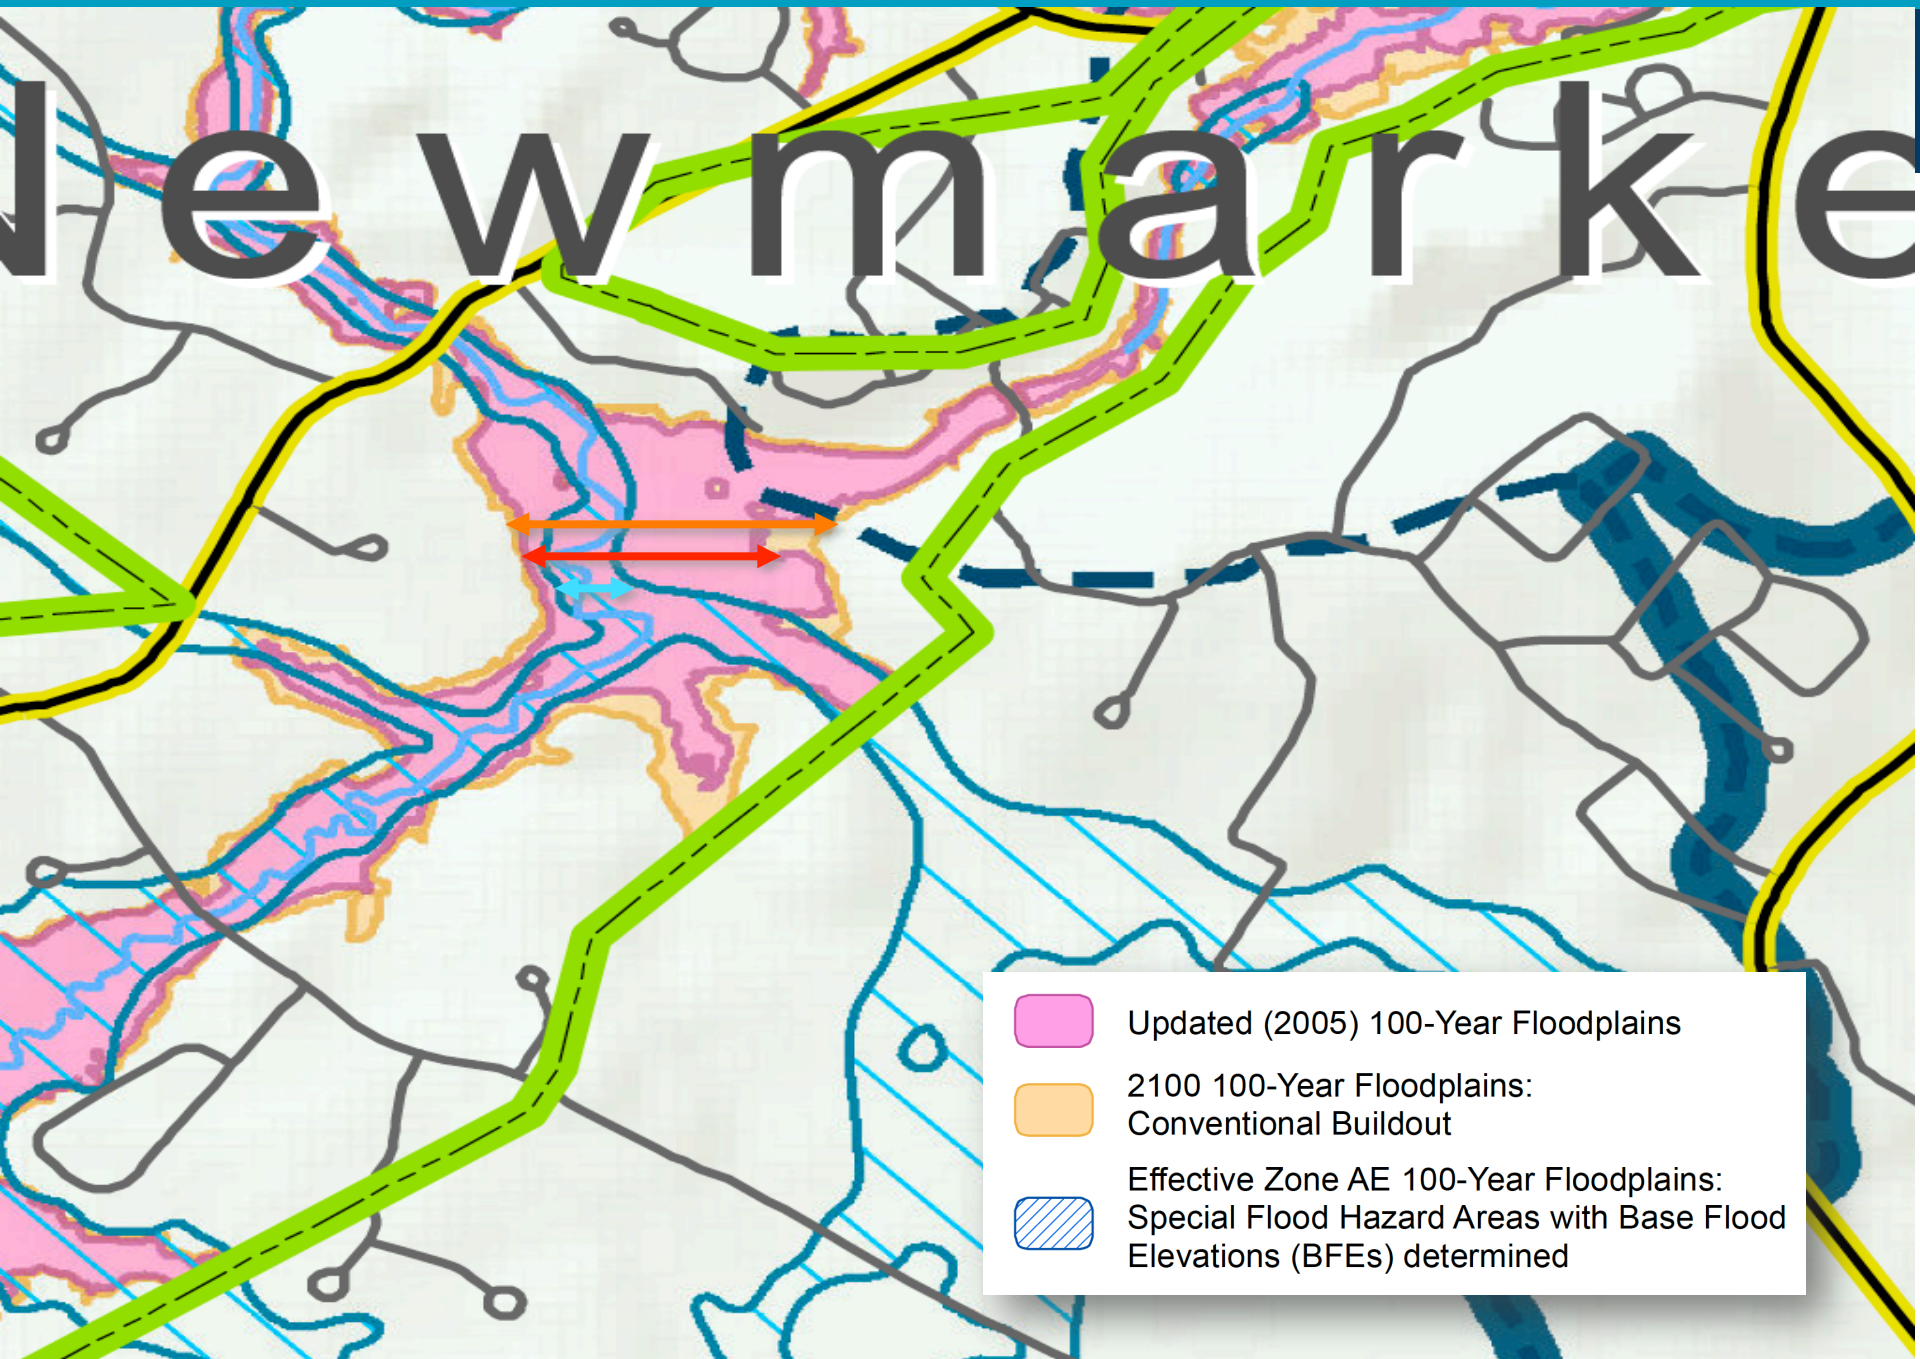 Newmarke
Updated (2005) 100-Year Floodplains
2100 100-Year Floodplains:
Conventional Buildout
Effective Zone AE 100-Year Floodplains:
Special Flood Hazard Areas with Base Flood
Elevations (BFEs) determined